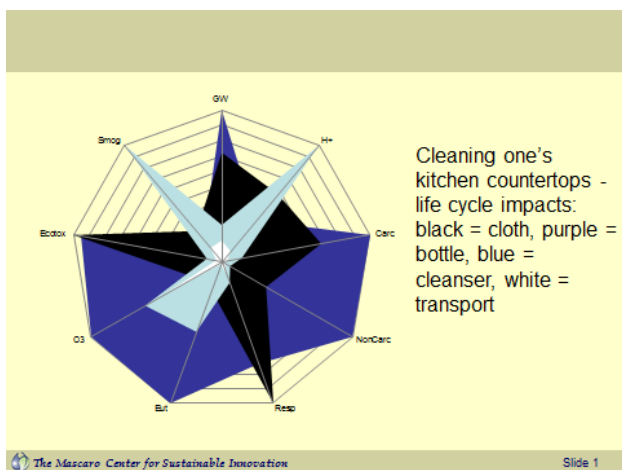 GW
Smog
H+
Ecotox
Carc
O3
NonCarc
Eut
Resp
Cleaning one's
kitchen countertops -
life cycle impacts:
black = cloth, purple =
bottle, blue =
cleanser, white =
transport
The Mascaro Center for Sustainable Innovation
Slide 1